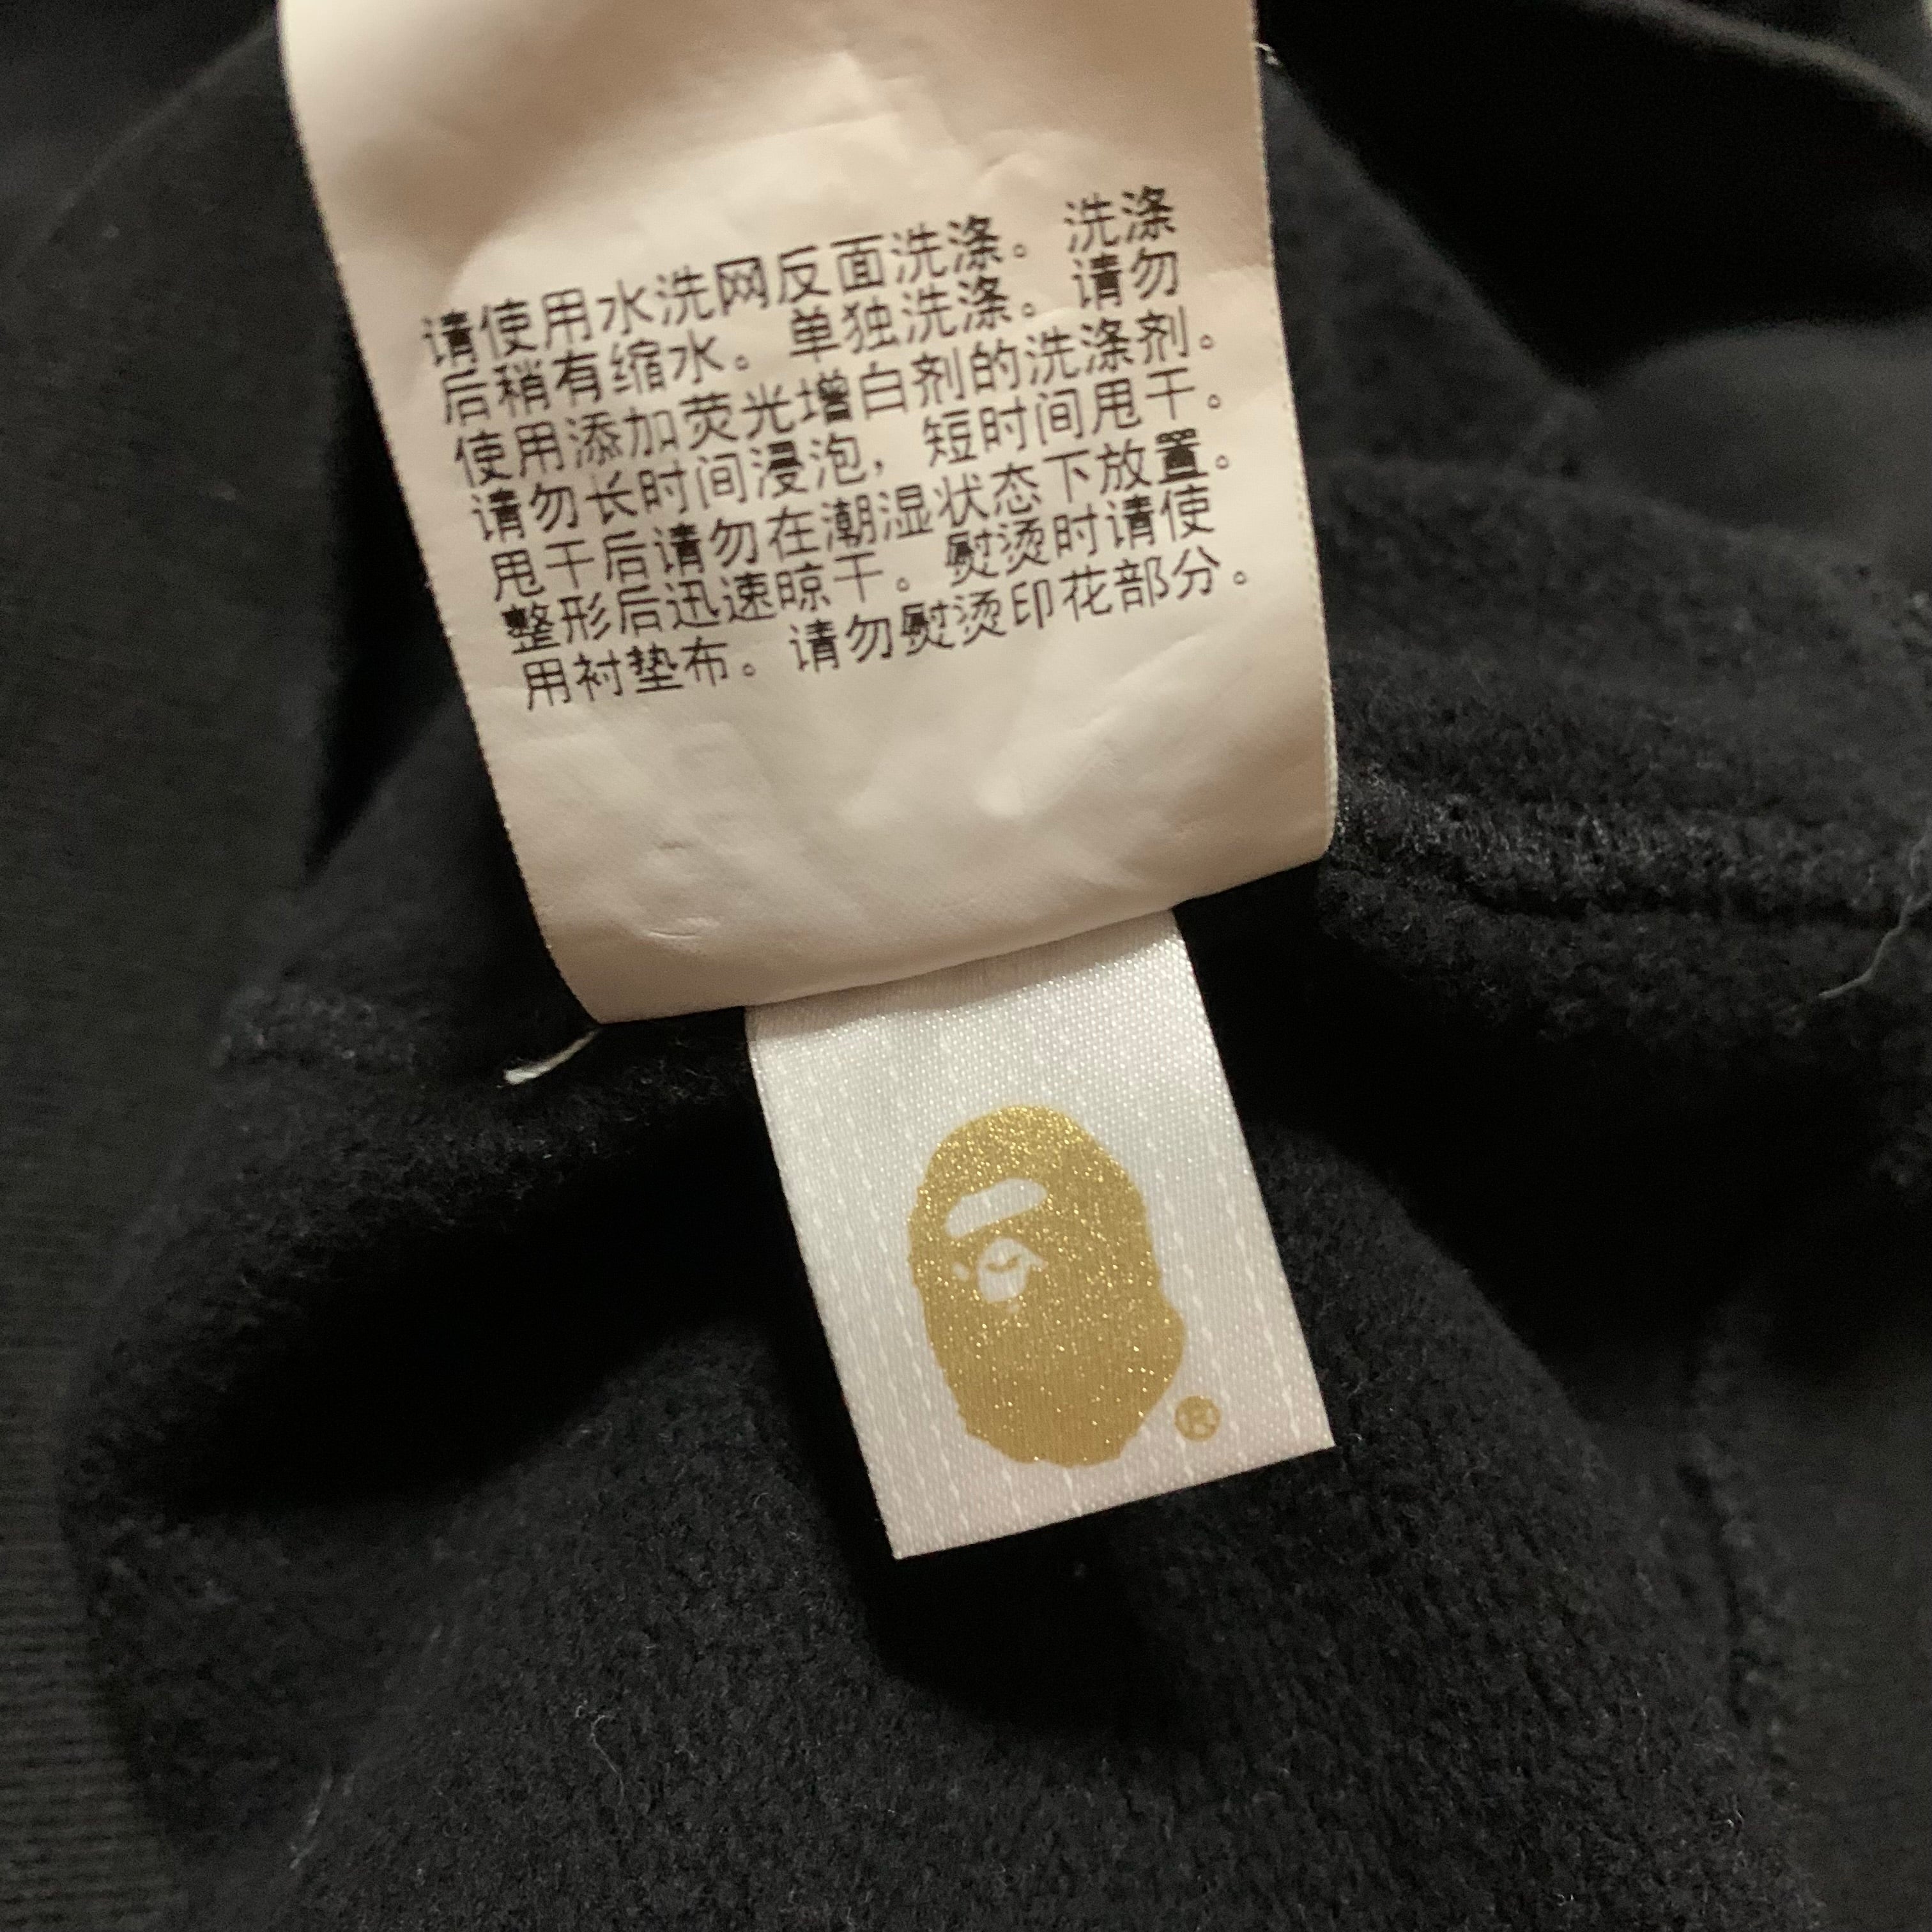 请使用水洗网反面洗涤。洗涤
后稍有缩水。单独洗涤。请勿
使用添加荧光增白剂的洗涤剂。
请勿长时间浸泡，短时间甩干。
甩干后请勿在潮湿状态下放置。
整形后迅速晾干。熨烫时请使
用衬垫布。请勿熨烫印花部分。
®